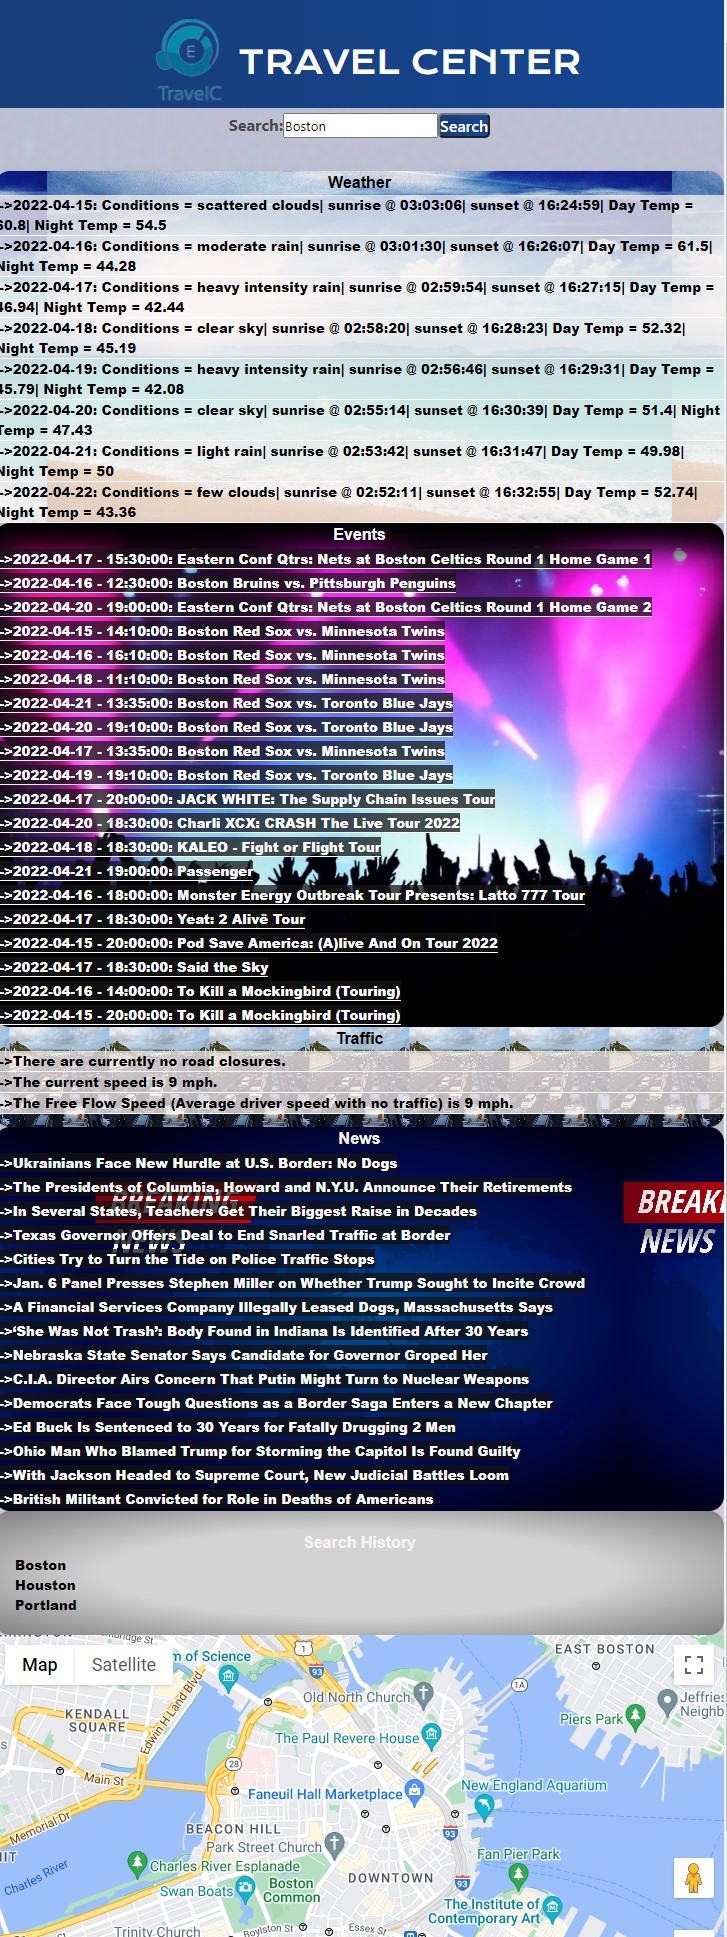 E
TravelC
TRAVEL CENTER
Search: Boston Search
Weather
->2022-04-15: Conditions = scattered clouds| sunrise @ 03:03:06| sunset @ 16:24:59| Day Temp =
60.8| Night Temp = 54.5
->2022-04-16: Conditions = moderate rain| sunrise @ 03:01:30| sunset @ 16:26:07| Day Temp = 61.5|
Night Temp = 44.28
->2022-04-17: Conditions = heavy intensity rain| sunrise @ 02:59:54| sunset @ 16:27:15| Day Temp =
46.94| Night Temp = 42.44
->2022-04-18: Conditions = clear sky| sunrise @ 02:58:20| sunset @ 16:28:23| Day Temp = 52.32|
Night Temp = 45.19
->2022-04-19: Conditions = heavy intensity rain| sunrise @ 02:56:46| sunset @ 16:29:31| Day Temp =
45.79| Night Temp = 42.08
->2022-04-20: Conditions = clear sky| sunrise @ 02:55:14| sunset @ 16:30:39| Day Temp = 51.4| Night
Temp = 47.43
->2022-04-21: Conditions = light rain| sunrise @ 02:53:42| sunset @ 16:31:47| Day Temp = 49.98|
Night Temp = 50
->2022-04-22: Conditions = few clouds| sunrise @ 02:52:11| sunset @ 16:32:55| Day Temp = 52.74|
Night Temp = 43.36
Events
->2022-04-17 - 15:30:00: Eastern Conf Qtrs: Nets at Boston Celtics Round 1 Home Game 1
->2022-04-16 - 12:30:00: Boston Bruins vs. Pittsburgh Penguins
->2022-04-20 - 19:00:00: Eastern Conf Qtrs: Nets at Boston Celtics Round 1 Home Game 2
->2022-04-15 - 14:10:00: Boston Red Sox vs. Minnesota Twins
->2022-04-16 - 16:10:00: Boston Red Sox vs. Minnesota Twins
->2022-04-18 - 11:10:00: Boston Red Sox vs. Minnesota Twins
->2022-04-21 - 13:35:00: Boston Red Sox vs. Toronto Blue Jays
->2022-04-20 - 19:10:00: Boston Red Sox vs. Toronto Blue Jays
->2022-04-17 - 13:35:00: Boston Red Sox vs. Minnesota Twins
->2022-04-19 - 19:10:00: Boston Red Sox vs. Toronto Blue Jays
->2022-04-17 - 20:00:00: JACK WHITE: The Supply Chain Issues Tour
->2022-04-20 - 18:30:00: Charli XCX: CRASH The Live Tour 2022
->2022-04-18 - 18:30:00: KALEO - Fight or Flight Tour
->2022-04-21 - 19:00:00: Passenger
->2022-04-16 - 18:00:00: Monster Energy Outbreak Tour Presents: Latto 777 Tour
->2022-04-17 - 18:30:00: Yeat: 2 Alivë Tour
->2022-04-15 - 20:00:00: Pod Save America: (A)live And On Tour 2022
->2022-04-17 - 18:30:00: Said the Sky
->2022-04-16 - 14:00:00: To Kill a Mockingbird (Touring)
->2022-04-15 - 20:00:00: To Kill a Mockingbird (Touring)
Traffic
->There are currently no road closures.
->The current speed is 9 mph.
->The Free Flow Speed (Average driver speed with no traffic) is 9 mph.
News
->Ukrainians Face New Hurdle at U.S. Border: No Dogs
->The Presidents of Columbia, Howard and N.Y.U. Announce Their Retirements
BREAKING
BREAKI
->In Several States, Teachers Get Their Biggest Raise in Decades
->Texas Governor Offers Deal to End Snarled Traffic at Border
NEWS
NEWS
->Cities Try to Turn the Tide on Police Traffic Stops
->Jan. 6 Panel Presses Stephen Miller on Whether Trump Sought to Incite Crowd
->A Financial Services Company Illegally Leased Dogs, Massachusetts Says
->‘She Was Not Trash’: Body Found in Indiana Is Identified After 30 Years
->Nebraska State Senator Says Candidate for Governor Groped Her
->C.I.A. Director Airs Concern That Putin Might Turn to Nuclear Weapons
->Democrats Face Tough Questions as a Border Saga Enters a New Chapter
->Ed Buck Is Sentenced to 30 Years for Fatally Drugging 2 Men
->Ohio Man Who Blamed Trump for Storming the Capitol Is Found Guilty
->With Jackson Headed to Supreme Court, New Judicial Battles Loom
->British Militant Convicted for Role in Deaths of Americans
Search History
Boston
Houston
Portland
Map Satellite
mbridge St
m of Science
1
93
EAST BOSTON
1A
Old North Church
Jeffries
Neighb
KENDALL
SQUARE
Edwin H Land Blvd
Piers Park
The Paul Revere House
28
Main St
Faneuil Hall Marketplace
New England Aquarium
Memorial Dr
BEACON HILL
93
Park Street Church
Fan Pier Park
Charles River
Charles River Esplanade
DOWNTOWN
93
Swan Boats
Boston
Common
The Institute of
Contemporary Art
Trinity Church
Boylston St
Essex St